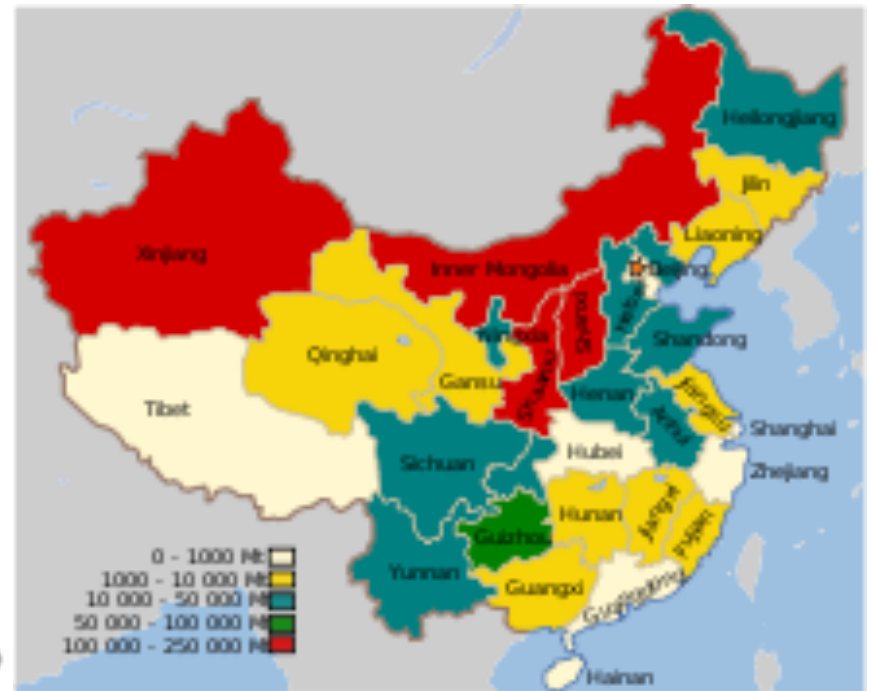 Heilongjiang
Jilin
Liaoning
Xinjiang
Inner Mongolia
Beijing
Hebei
Shanxi
Ningxia
Shandong
Qinghai
Gansu
Shaanxi
Henan
Jiangsu
Tibet
Anhui
Shanghai
Hubei
Sichuan
Zhejiang
Hunan
Jiangxi
Fujian
Guizhou
Yunnan
Guangxi
Guangdong
Hainan
0 - 1000 Mt
1000 - 10 000 Mt
10 000 - 50 000 Mt
50 000 - 100 000 Mt
100 000 - 250 000 Mt